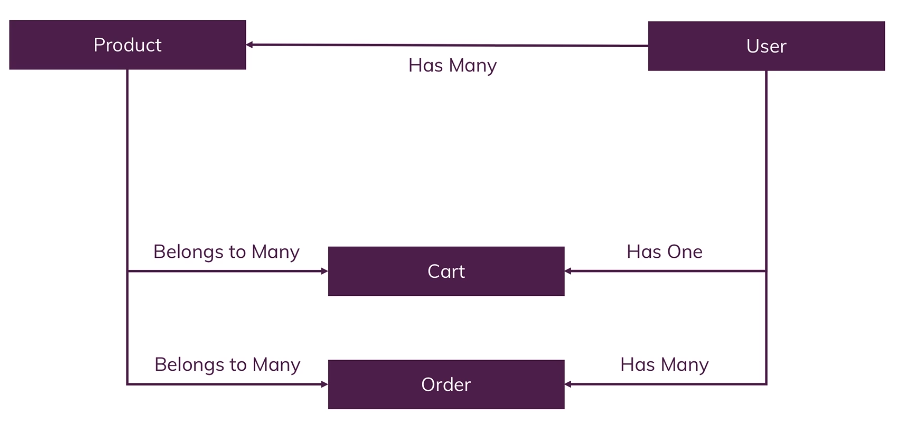 Product
User
Has Many
Belongs to Many
Has One
Cart
Belongs to Many
Has Many
Order